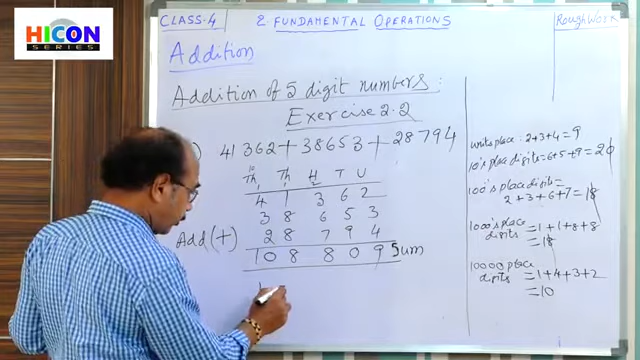 HICON
SERIES
CLASS-4
2. FUNDAMENTAL OPERATIONS
ROUGH WORK
Addition
Addition of 5 digit numbers :
Exercise 2.2
) 41362+38653+28794
Th Th H T U
4 1 3 6 2
3 8 6 5 3
Add (+) 2 8 7 9 4
10 8 8 0 9 Sum
1
units place : 2+3+4=9
10's place digits=6+5+9=20
100's place digits=
2+3+6+7=18
1000's place digits =1+1+8+8
=18
10000 place digits =1+4+3+2
=10